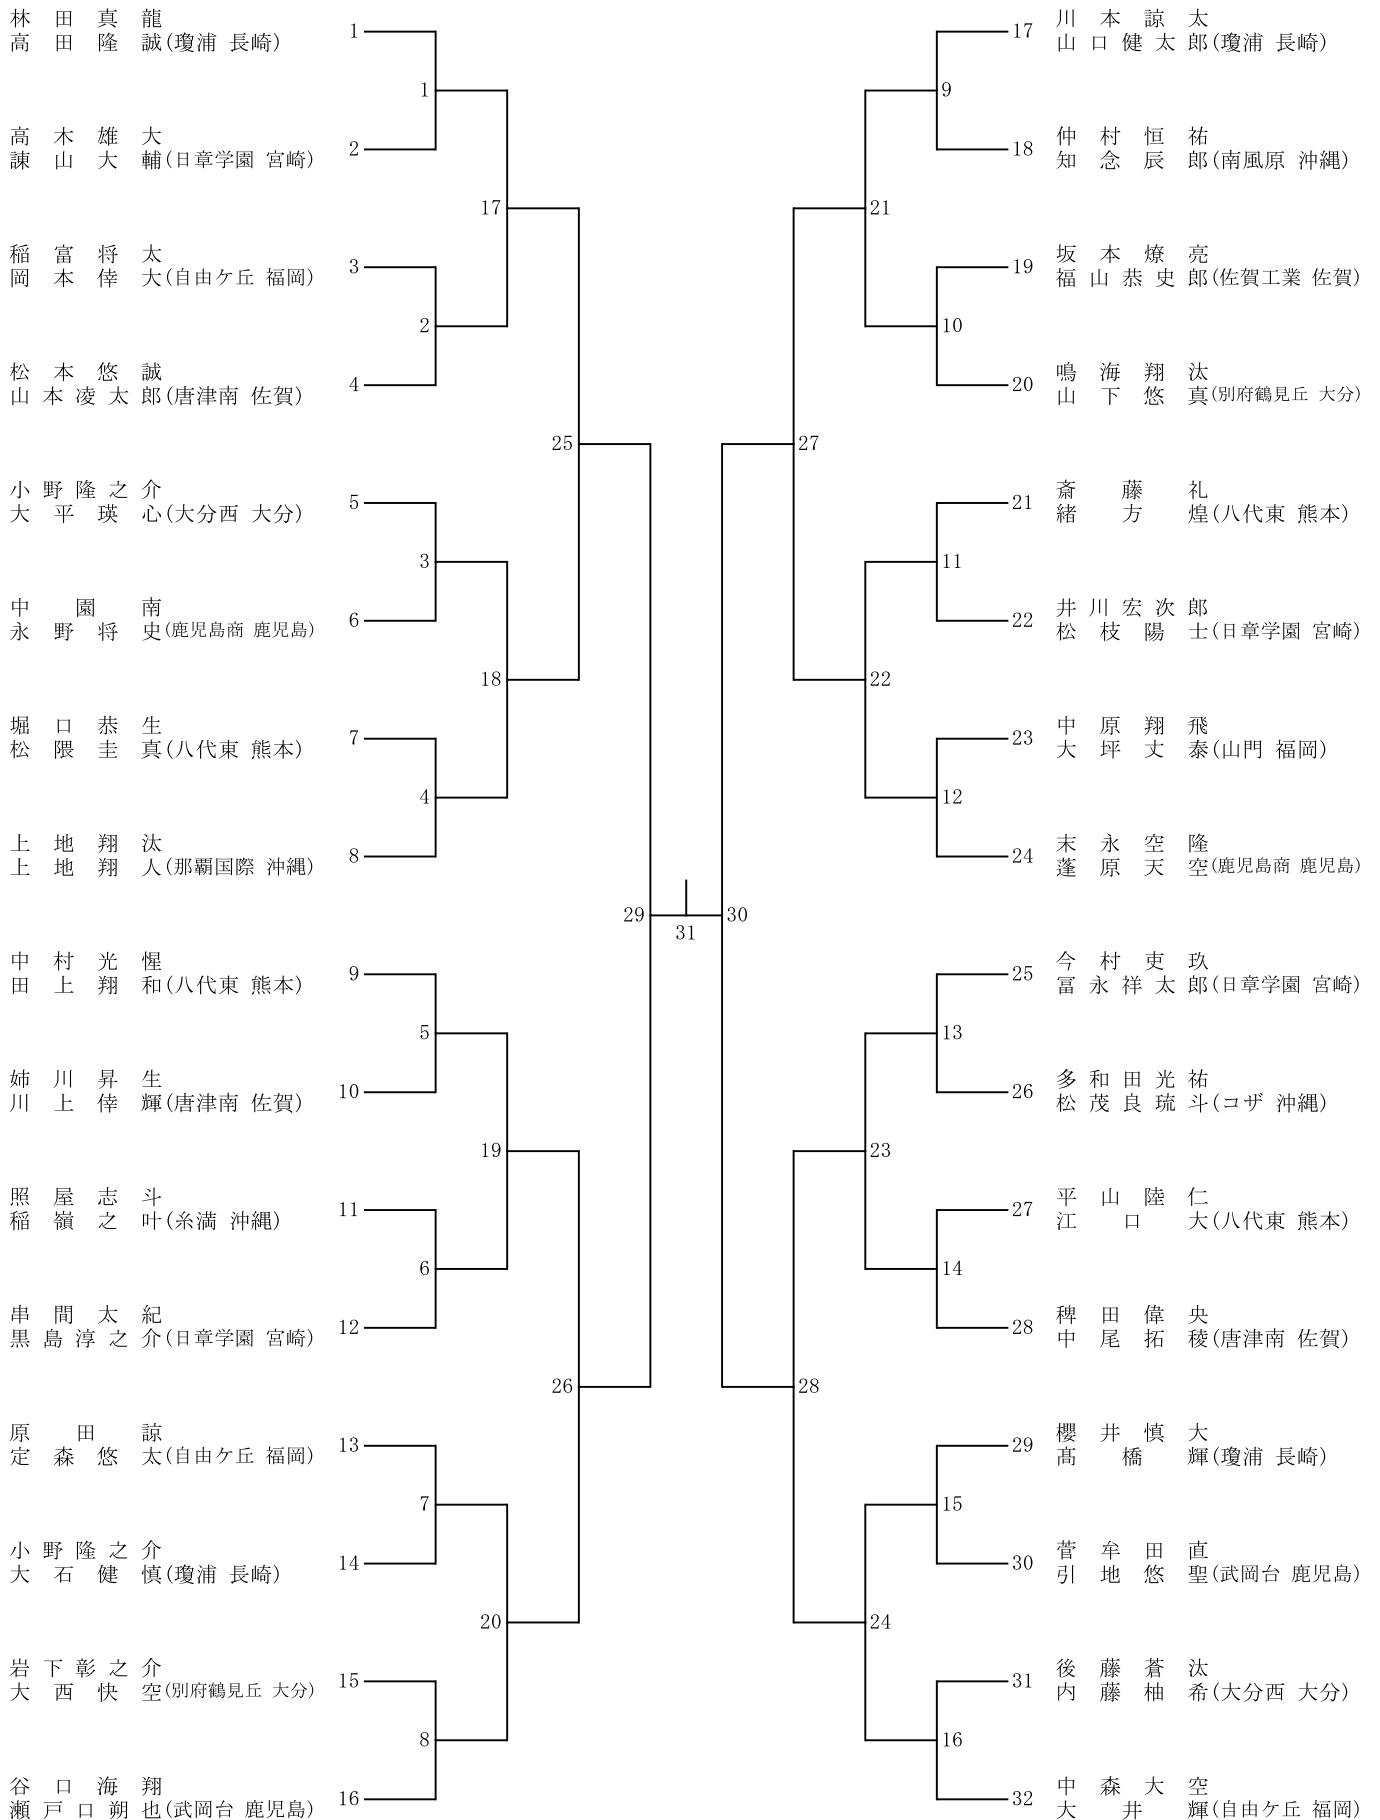 林田真龍
高田隆誠(瓊浦 長崎)
1
高木雄大
諌山大輔(日章学園 宮崎)
2
稲富将太
岡本倖大(自由ケ丘 福岡)
3
松本悠誠
山本凌太郎(唐津南 佐賀)
4
小野隆之介
大平瑛心(大分西 大分)
5
中園南
永野将史(鹿児島商 鹿児島)
6
堀口恭生
松隈圭真(八代東 熊本)
7
上地翔汰
上地翔人(那覇国際 沖縄)
8
中村光惺
田上翔和(八代東 熊本)
9
姉川昇生
川上倖輝(唐津南 佐賀)
10
照屋志斗
稲嶺之叶(糸満 沖縄)
11
串間太紀
黒島淳之介(日章学園 宮崎)
12
原田諒
定森悠太(自由ケ丘 福岡)
13
小野隆之介
大石健慎(瓊浦 長崎)
14
岩下彰之介
大西快空(別府鶴見丘 大分)
15
谷口海翔
瀬戸口朔也(武岡台 鹿児島)
16
1
2
3
4
5
6
7
8
17
18
19
20
25
26
29
31
30
27
28
21
22
23
24
9
10
11
12
13
14
15
16
17
川本諒太
山口健太郎(瓊浦 長崎)
18
仲村恒祐
知念辰郎(南風原 沖縄)
19
坂本燎亮
福山恭史郎(佐賀工業 佐賀)
20
鳴海翔汰
山下悠真(別府鶴見丘 大分)
21
斎藤礼
緒方煌(八代東 熊本)
22
井川宏次郎
松枝陽士(日章学園 宮崎)
23
中原翔飛
大坪丈泰(山門 福岡)
24
末永空隆
蓬原天空(鹿児島商 鹿児島)
25
今村吏玖
冨永祥太郎(日章学園 宮崎)
26
多和田光祐
松茂良琉斗(コザ 沖縄)
27
平山陸仁
江口大(八代東 熊本)
28
稗田偉央
中尾拓稜(唐津南 佐賀)
29
櫻井慎大
髙橋輝(瓊浦 長崎)
30
菅牟田直
引地悠聖(武岡台 鹿児島)
31
後藤蒼汰
内藤柚希(大分西 大分)
32
中森大空
大井輝(自由ケ丘 福岡)